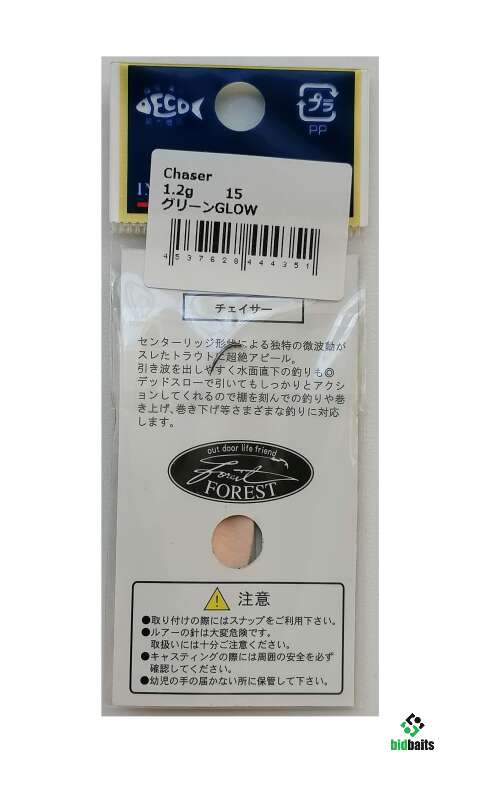 ECO
プラ
PP
Chaser
1.2g 15
グリーンGLOW
4 537628 444351
チェイサー
センターリッジ形状による独特の微波動が
スレたトラウトに超絶アピール。
引き波を出しやすく水面直下の釣りも◎
デッドスローで引いてもしっかりとアクショ
ンしてくれるので棚を刻んでの釣りや巻
き上げ、巻き下げ等さまざまな釣りに対応
します。
out door life friend
Forest
FOREST
注意
●取り付けの際にはスナップをご利用下さい。
●ルアーの針は大変危険です。
取扱いには十分ご注意ください。
●キャスティングの際には周囲の安全を必ず
確認してください。
●幼児の手の届かない所に保管して下さい。
bidbaits